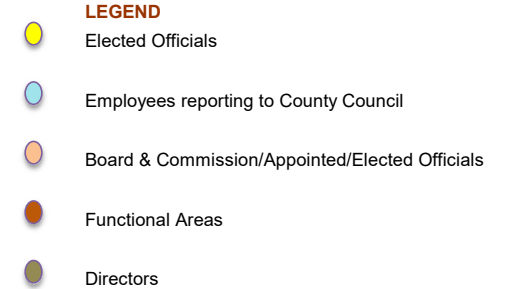 LEGEND
Elected Officials
Employees reporting to County Council
Board & Commission/Appointed/Elected Officials
Functional Areas
Directors